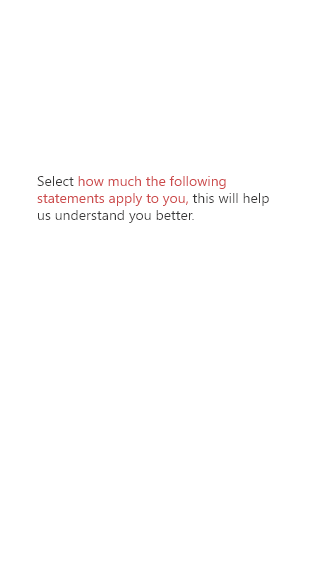 Select how much the following
statements apply to you, this will help
us understand you better.